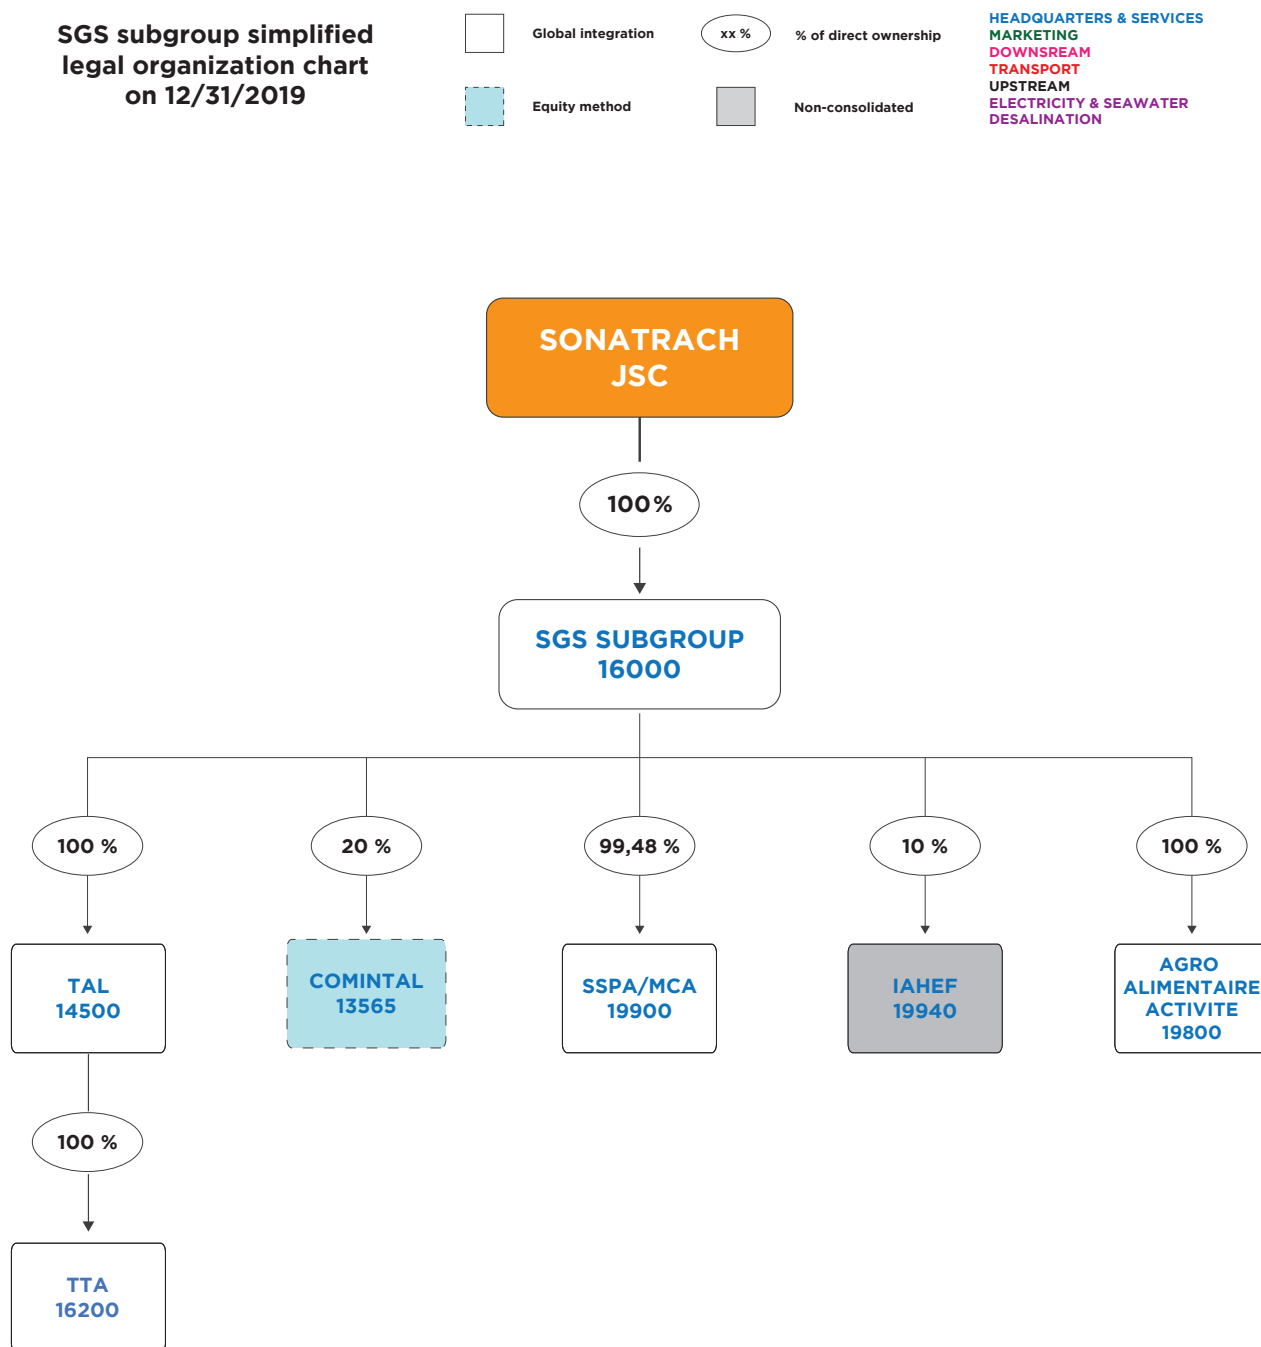 SGS subgroup simplified
legal organization chart
on 12/31/2019
Global integration
xx %
% of direct ownership
Equity method
Non-consolidated
HEADQUARTERS & SERVICES
MARKETING
DOWNSREAM
TRANSPORT
UPSTREAM
ELECTRICITY & SEAWATER
DESALINATION
SONATRACH
JSC
100%
SGS SUBGROUP
16000
100 %
20 %
99,48 %
10 %
100 %
TAL
14500
COMINTAL
13565
SSPA/MCA
19900
IAHEF
19940
AGRO
ALIMENTAIRE
ACTIVITE
19800
100 %
TTA
16200